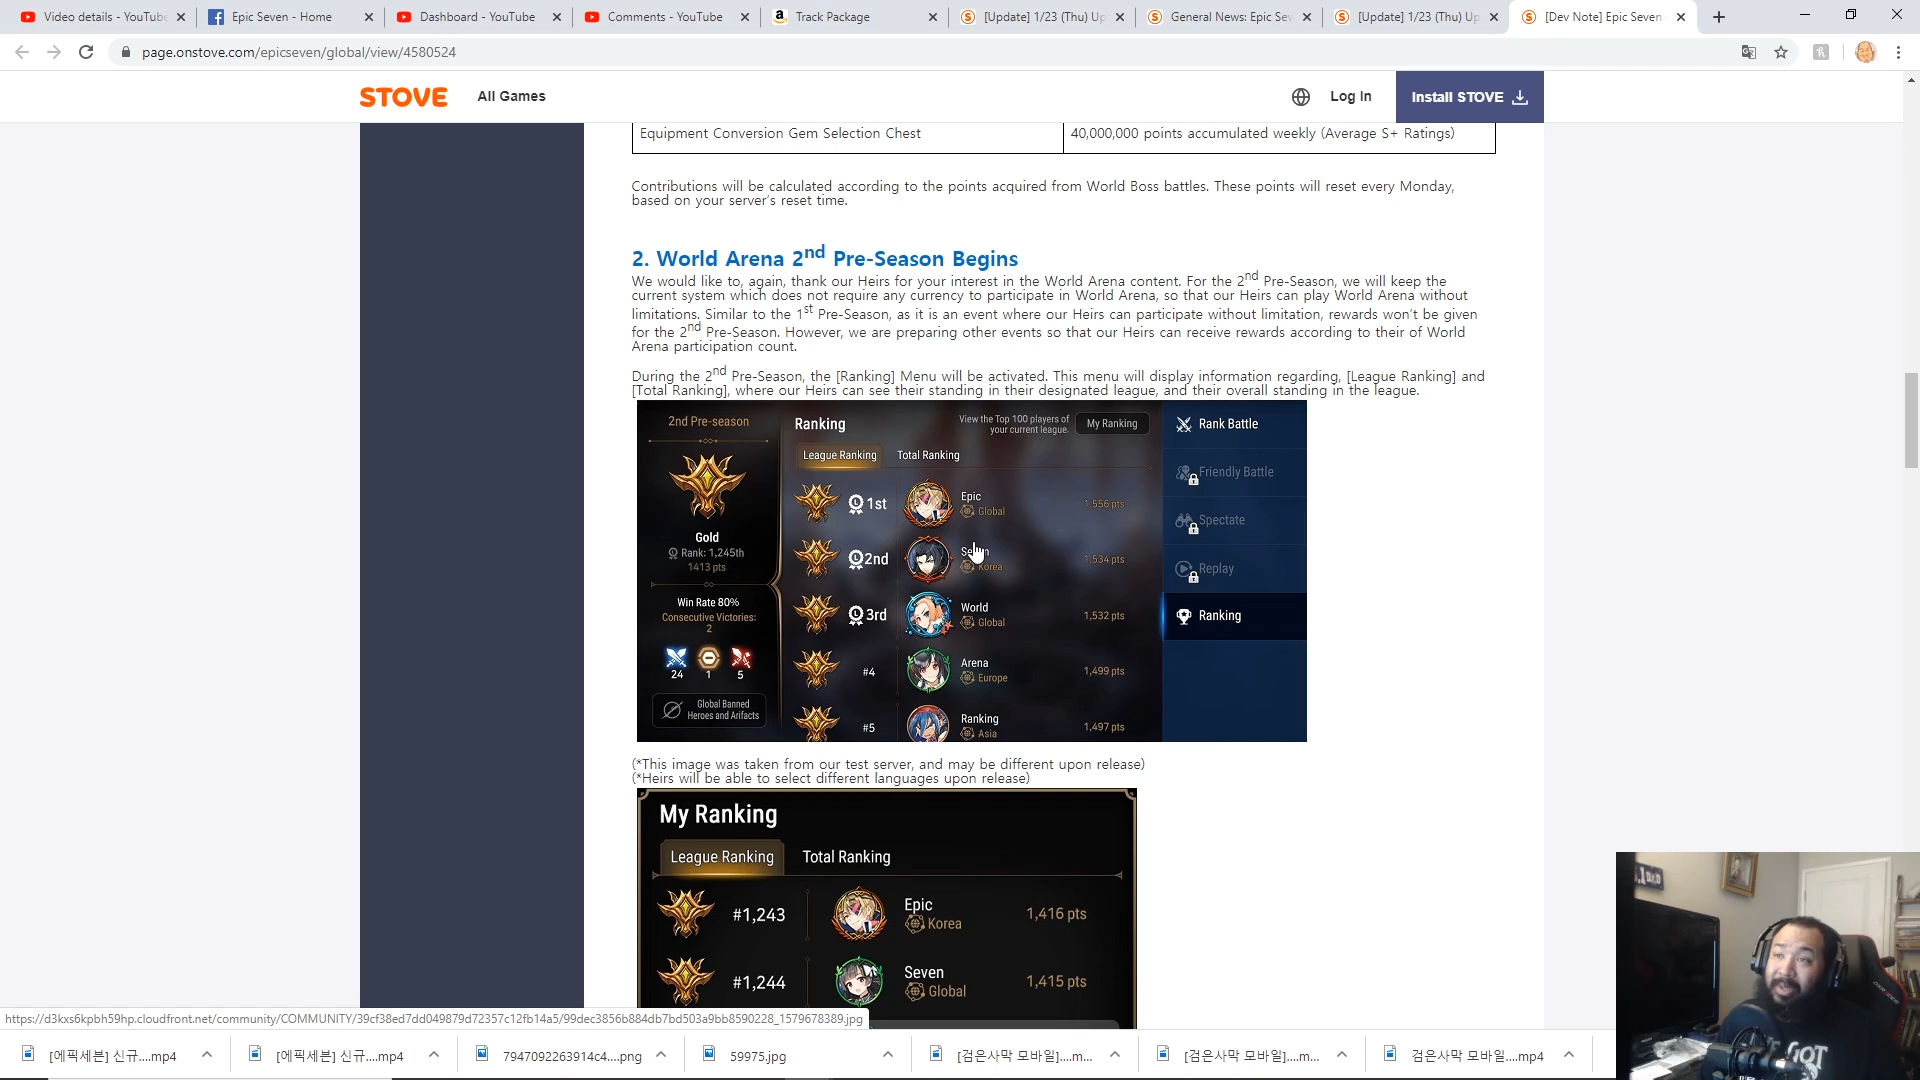 Video details - YouTube
Epic Seven - Home
Dashboard - YouTube
Comments - YouTube
Track Package
[Update] 1/23 (Thu) Up
General News: Epic Sev
[Update] 1/23 (Thu) Up
[Dev Note] Epic Seven
page.onstove.com/epicseven/global/view/4580524
STOVE
All Games
Log In
Install STOVE
Equipment Conversion Gem Selection Chest
40,000,000 points accumulated weekly (Average S+ Ratings)
Contributions will be calculated according to the points acquired from World Boss battles. These points will reset every Monday,
based on your server's reset time.
2. World Arena 2nd Pre-Season Begins
We would like to, again, thank our Heirs for your interest in the World Arena content. For the 2nd Pre-Season, we will keep the
current system which does not require any currency to participate in World Arena, so that our Heirs can play World Arena without
limitations. Similar to the 1st Pre-Season, as it is an event where our Heirs can participate without limitation, rewards won't be given
for the 2nd Pre-Season. However, we are preparing other events so that our Heirs can receive rewards according to their of World
Arena participation count.
During the 2nd Pre-Season, the [Ranking] Menu will be activated. This menu will display information regarding, [League Ranking] and
[Total Ranking], where our Heirs can see their standing in their designated league, and their overall standing in the league.
2nd Pre-season
Gold
Rank: 1,245th
1413 pts
Win Rate 80%
Consecutive Victories:
2
24 1 5
Global Banned
Heroes and Arifacts
Ranking
View the Top 100 players of
your current league.
My Ranking
League Ranking
Total Ranking
1st
Epic
Global
1,556 pts
2nd
Korea
1,534 pts
3rd
World
Global
1,532 pts
#4
Arena
Europe
1,499 pts
#5
Ranking
Asia
1,497 pts
Rank Battle
Friendly Battle
Spectate
Replay
Ranking
(*This image was taken from our test server, and may be different upon release)
(*Heirs will be able to select different languages upon release)
My Ranking
League Ranking
Total Ranking
#1,243
Epic
Korea
1,416 pts
#1,244
Seven
Global
1,415 pts
https://d3kxs6kpbh59hp.cloudfront.net/community/COMMUNITY/39cf38ed7dd049879d72357c12fb14a5/99dec3856b884db7bd503a9bb8590228_1579678389.jpg
[에픽세븐] 신규....mp4
[에픽세븐] 신규....mp4
7947092263914c4....png
59975.jpg
[검은사막 모바일]....m...
[검은사막 모바일]....m...
검은사막 모바일....mp4